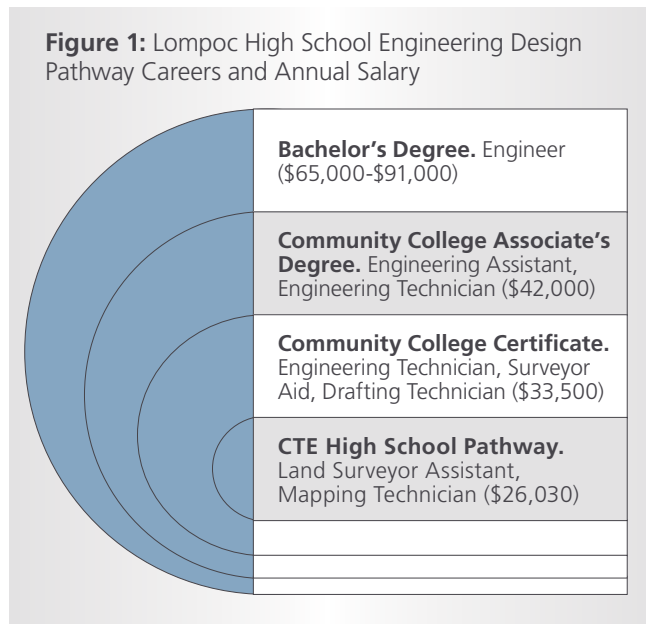 Figure 1: Lompoc High School Engineering Design
Pathway Careers and Annual Salary
Bachelor’s Degree. Engineer
($65,000-$91,000)
Community College Associate’s
Degree. Engineering Assistant,
Engineering Technician ($42,000)
Community College Certificate.
Engineering Technician, Surveyor
Aid, Drafting Technician ($33,500)
CTE High School Pathway.
Land Surveyor Assistant,
Mapping Technician ($26,030)